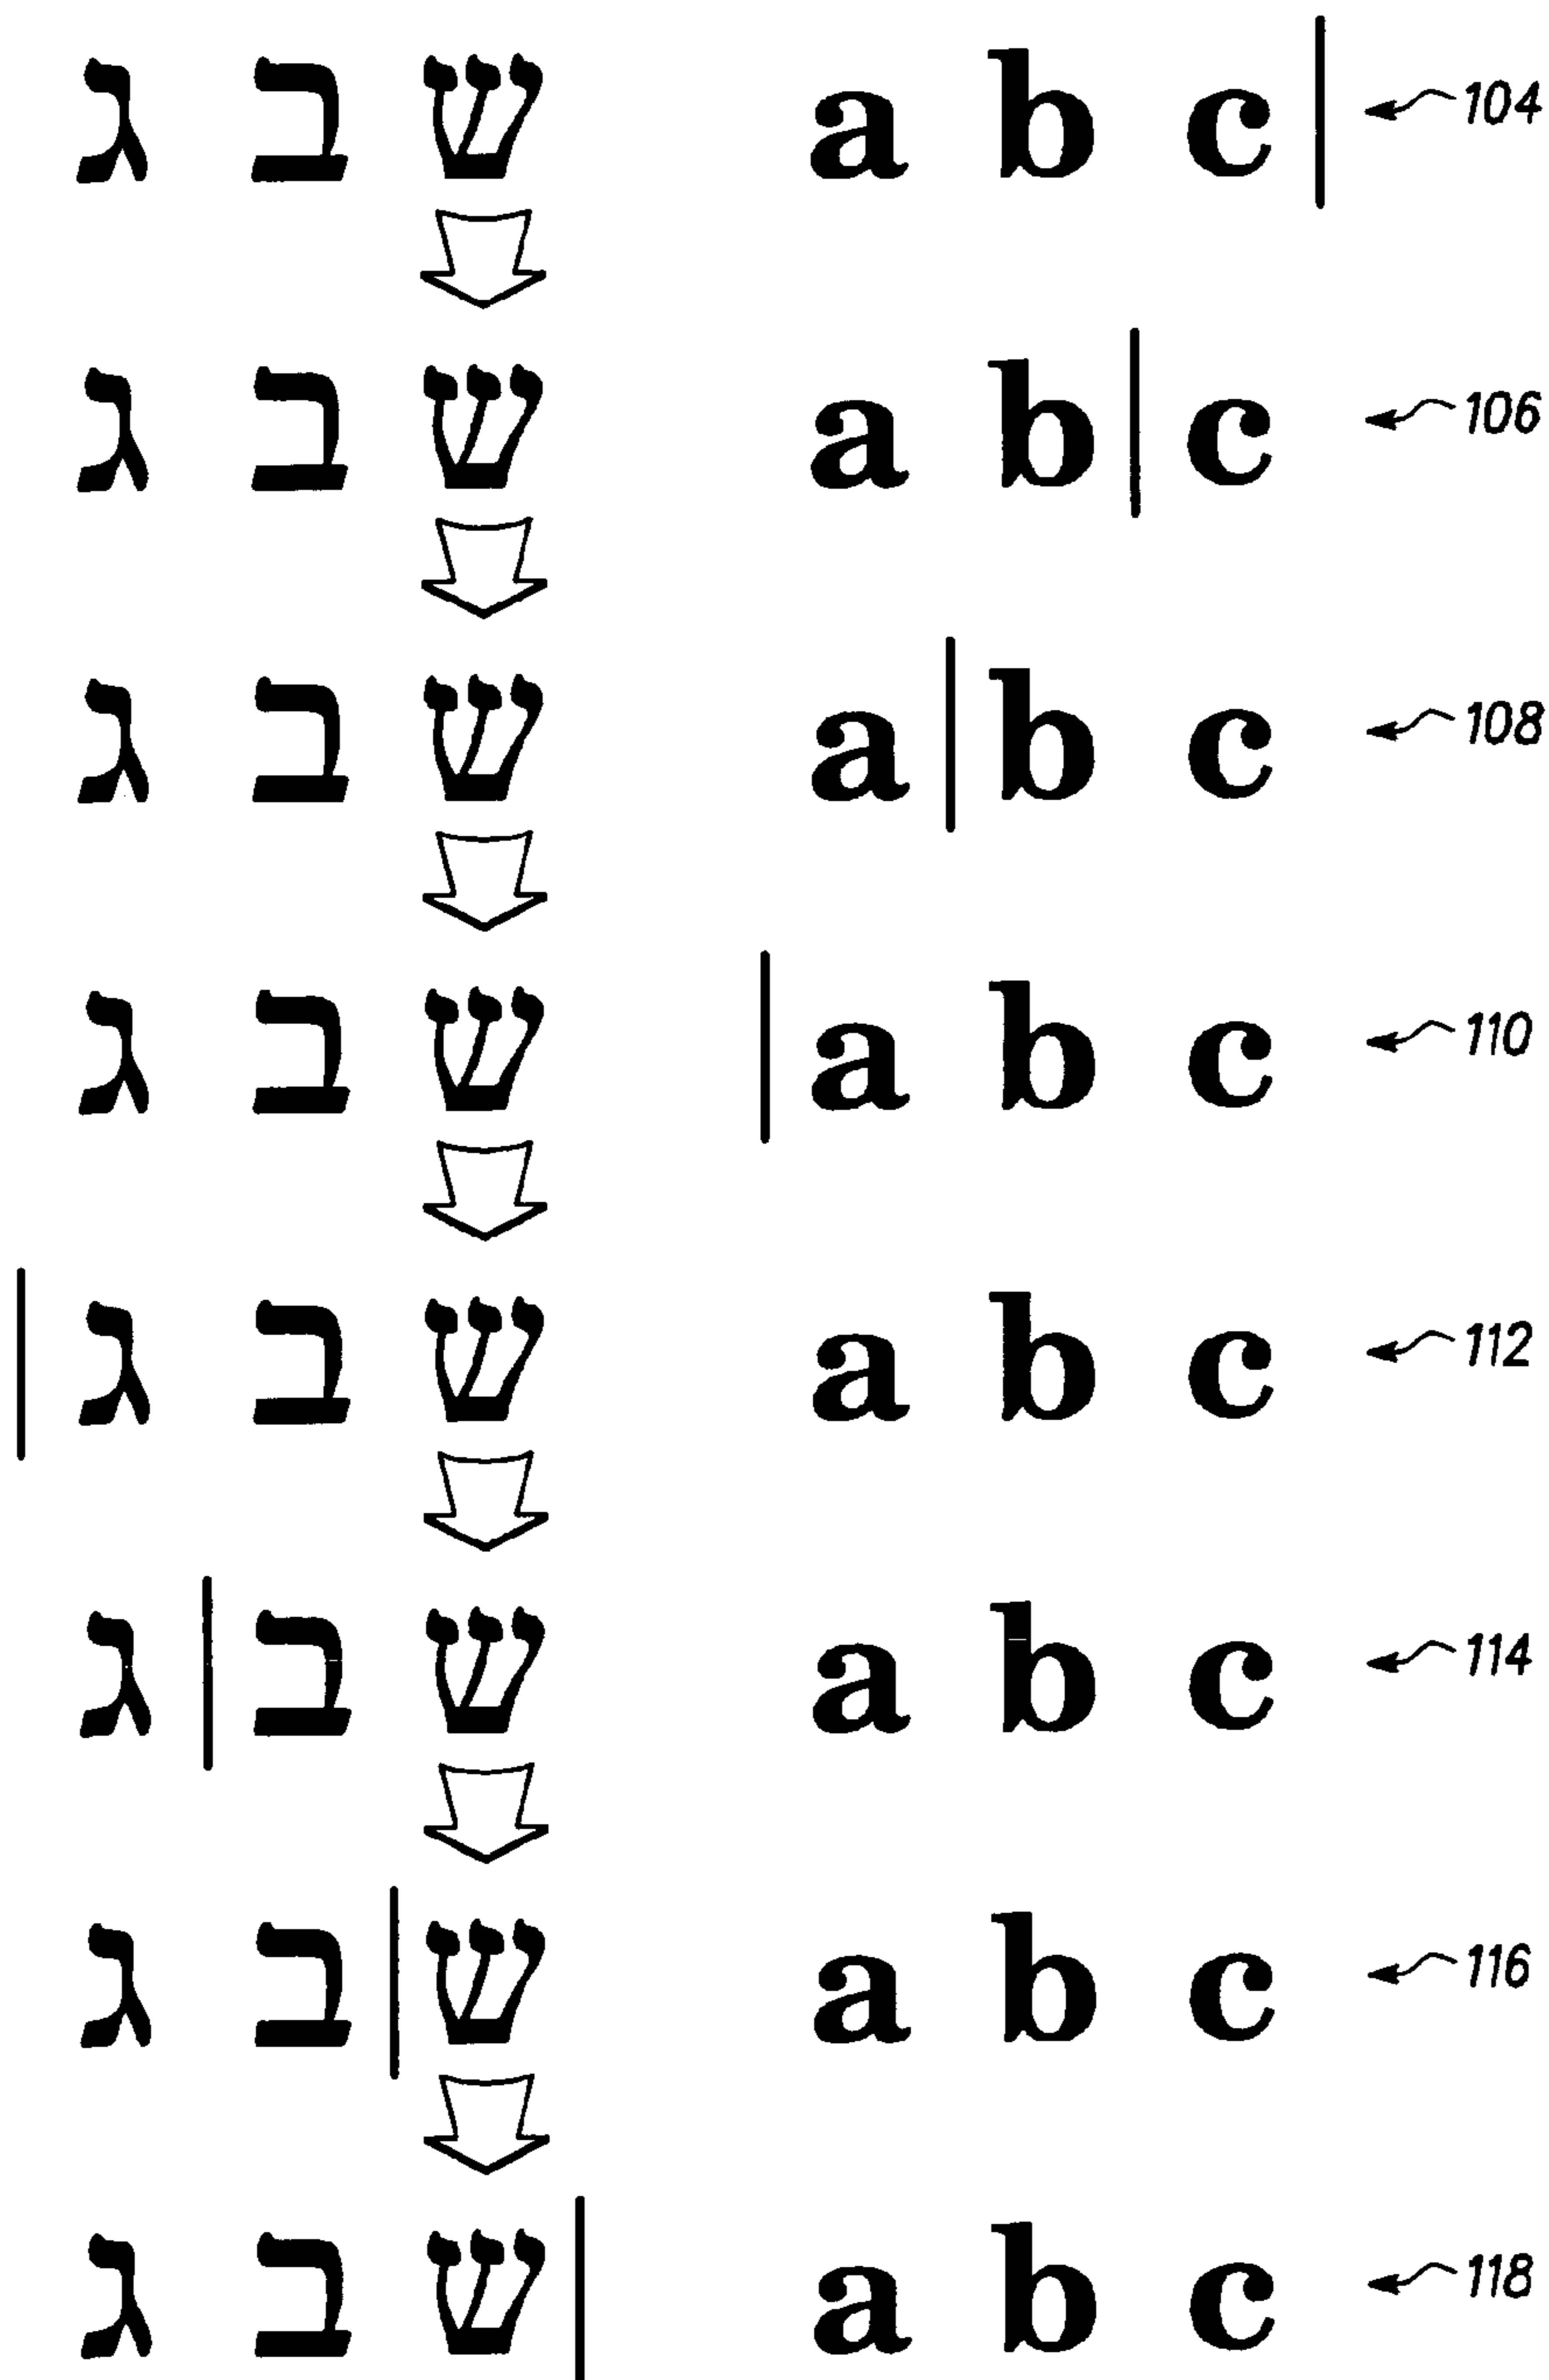 ש ב ג a b c 104
ש ב ג a b c 106
ש ב ג a b c 108
ש ב ג a b c 110
ש ב ג a b c 112
ש ב ג a b c 114
ש ב ג a b c 116
ש ב ג a b c 118